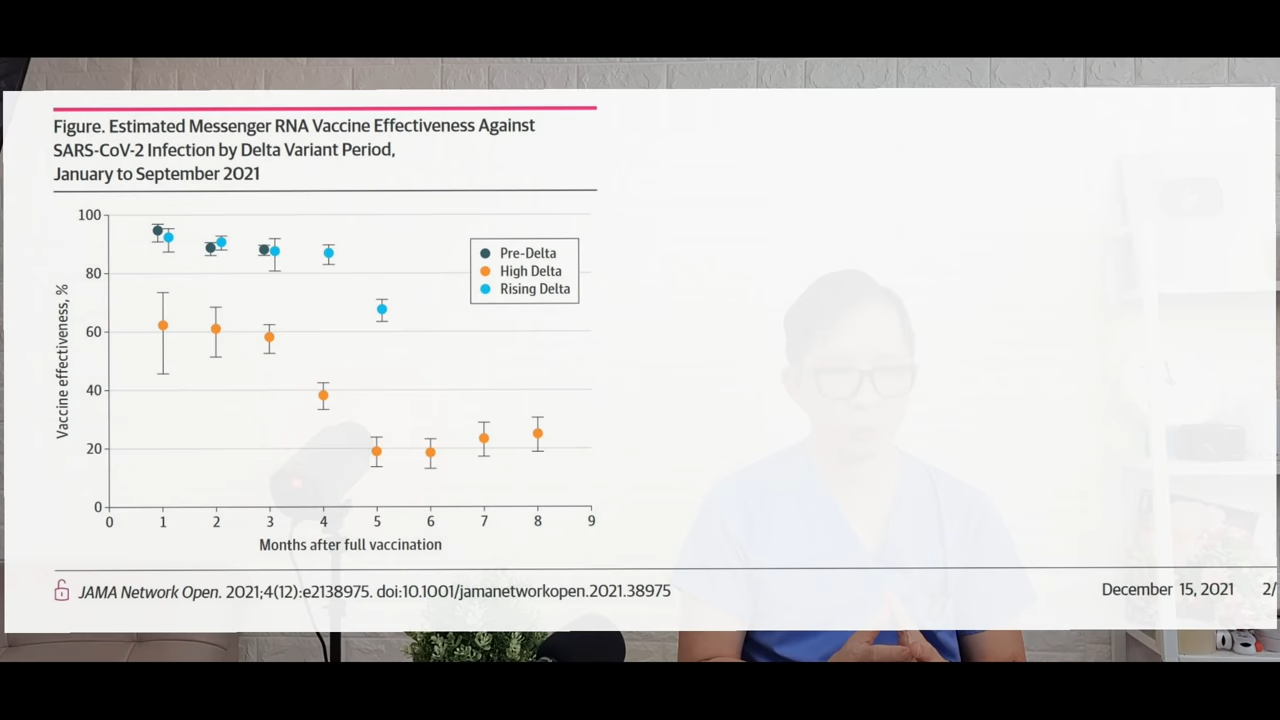 Figure. Estimated Messenger RNA Vaccine Effectiveness Against
SARS-CoV-2 Infection by Delta Variant Period,
January to September 2021
100
80
60
40
20
0
Vaccine effectiveness, %
Pre-Delta
High Delta
Rising Delta
0 1 2 3 4 5 6 7 8 9
Months after full vaccination
JAMA Network Open. 2021;4(12):e2138975. doi:10.1001/jamanetworkopen.2021.38975
December 15, 2021 2/